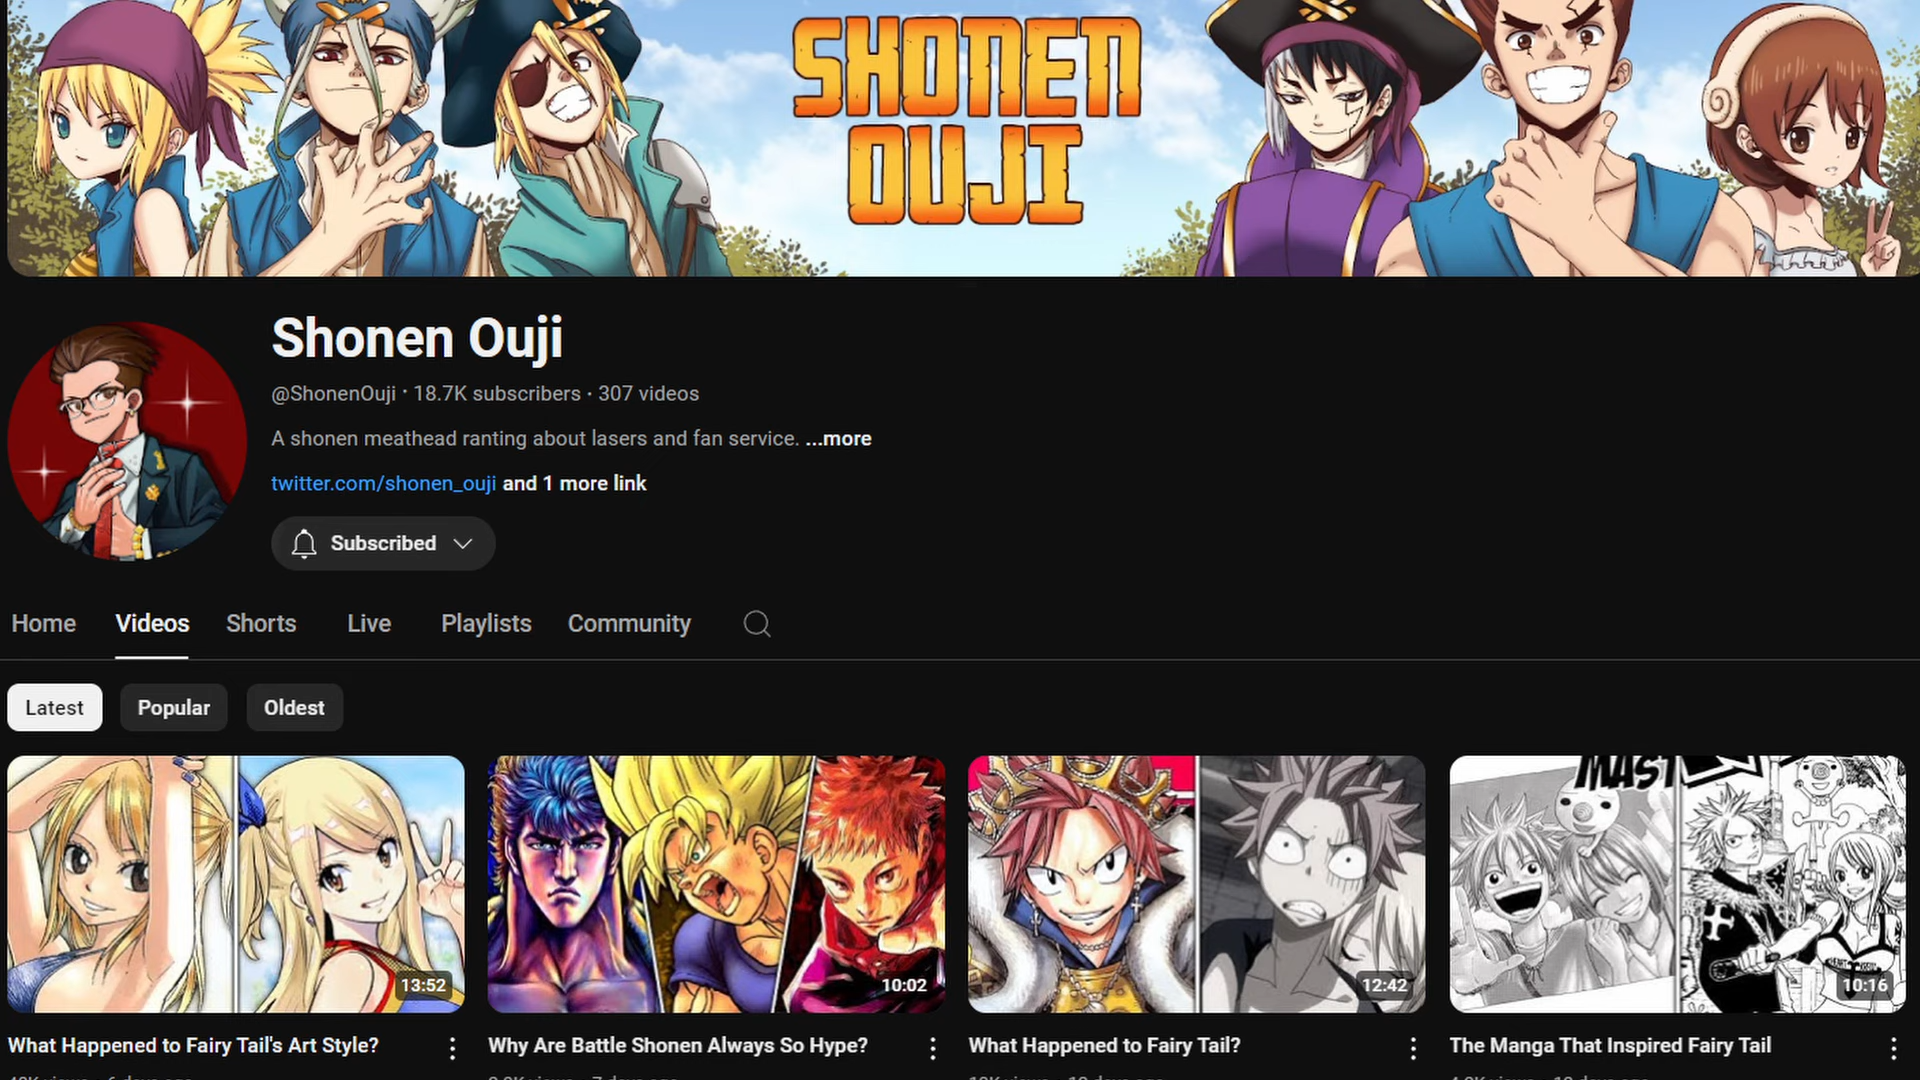 SHONEN
OUJI
Shonen Ouji
@ShonenOuji · 18.7K subscribers · 307 videos
A shonen meathead ranting about lasers and fan service. ...more
twitter.com/shonen_ouji and 1 more link
Subscribed
Home Videos Shorts Live Playlists Community
Latest Popular Oldest
MAST
13:52 10:02 12:42 10:16
What Happened to Fairy Tail's Art Style? Why Are Battle Shonen Always So Hype? What Happened to Fairy Tail? The Manga That Inspired Fairy Tail